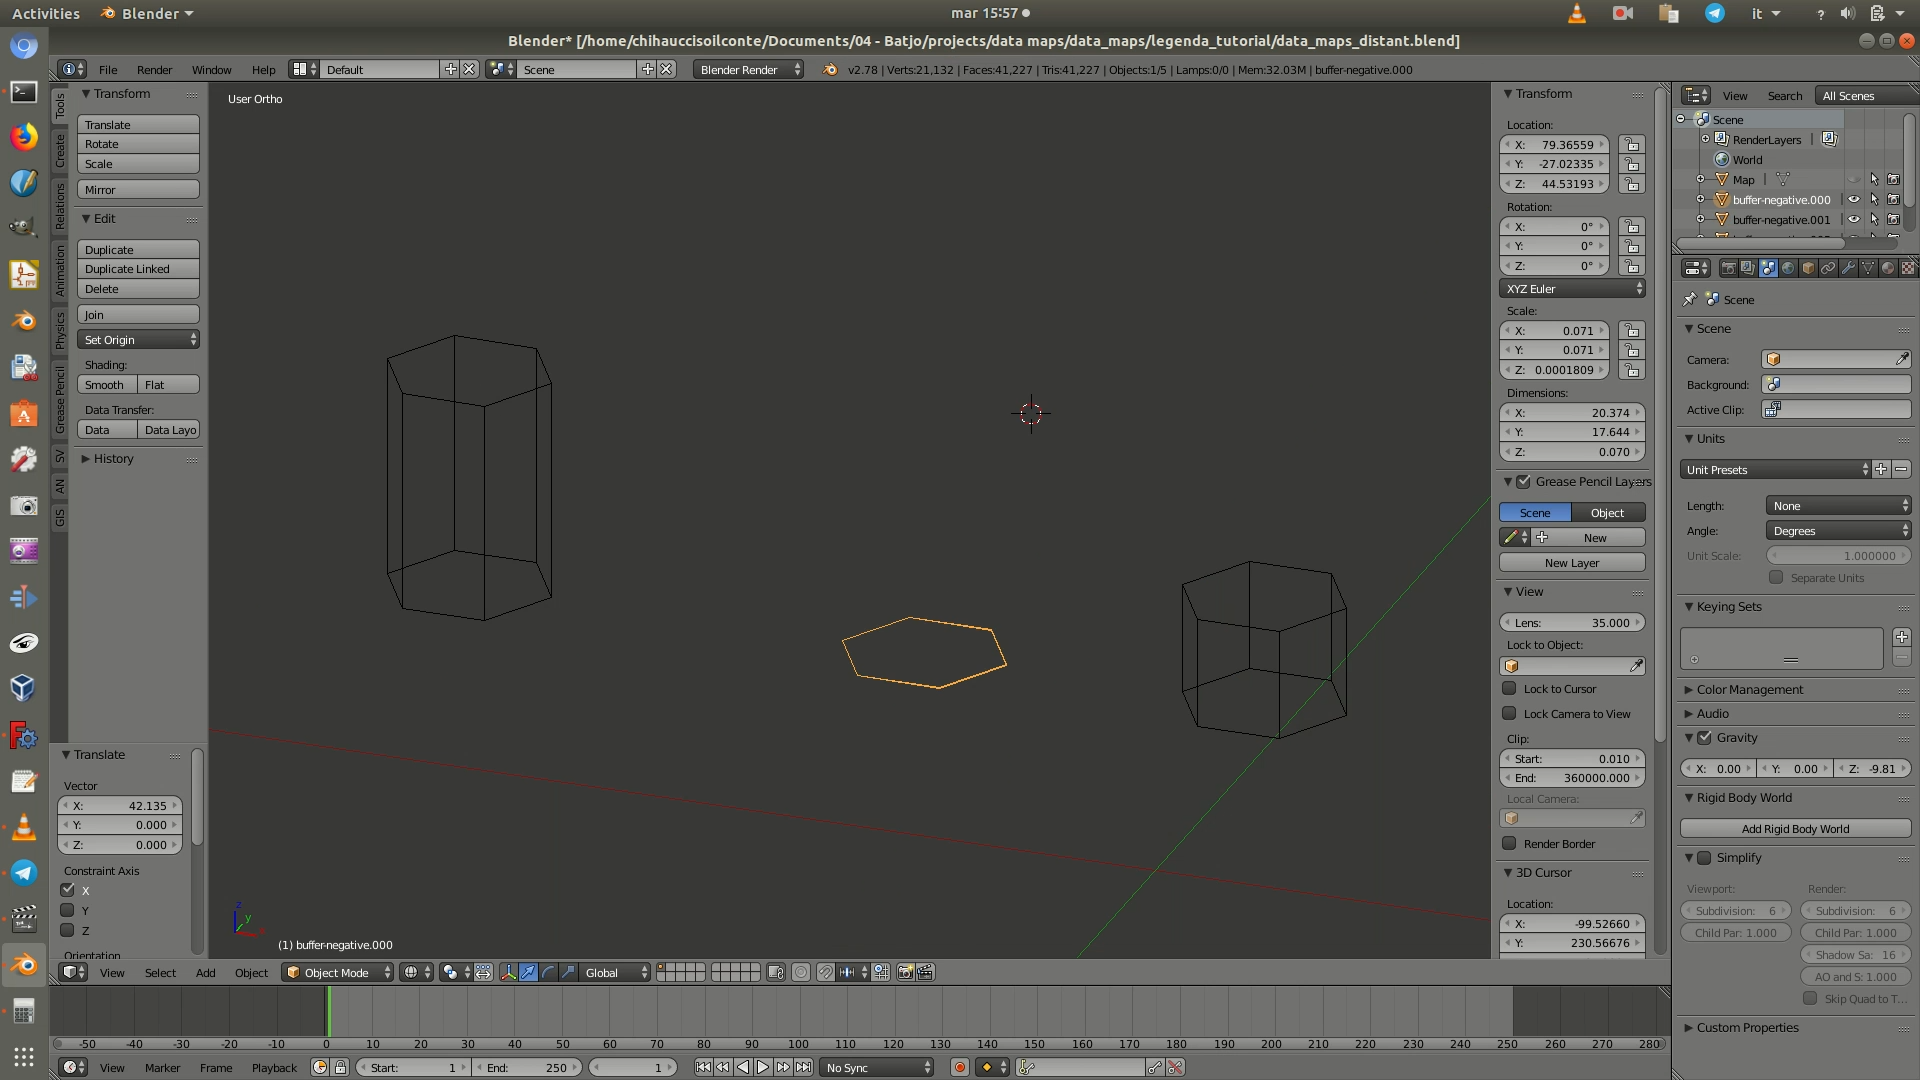 Activities Blender mar 15:57 it ?
Blender* [/home/chihauccisoilconte/Documents/04 - Batjo/projects/data maps/data_maps/legenda_tutorial/data_maps_distant.blend]
File Render Window Help Default Scene Blender Render v2.78 | Verts:21,132 | Faces:41,227 | Tris:41,227 | Objects:1/5 | Lamps:0/0 | Mem:32.03M | buffer-negative.000
Tools
Create
Relations
Animation
Physics
Grease Pencil
SV
AN
GIS
Transform
Translate
Rotate
Scale
Mirror
Edit
Duplicate
Duplicate Linked
Delete
Join
Set Origin
Shading:
Smooth Flat
Data Transfer:
Data Data Layo
History
Translate
Vector
X: 42.135
Y: 0.000
Z: 0.000
Constraint Axis
X
Y
Z
Orientation
User Ortho
z
y
x
(1) buffer-negative.000
Transform
Location:
X: 79.36559
Y: -27.02335
Z: 44.53193
Rotation:
X: 0°
Y: 0°
Z: 0°
XYZ Euler
Scale:
X: 0.071
Y: 0.071
Z: 0.0001809
Dimensions:
X: 20.374
Y: 17.644
Z: 0.070
Grease Pencil Layers
Scene Object
New
New Layer
View
Lens: 35.000
Lock to Object:
Lock to Cursor
Lock Camera to View
Clip:
Start: 0.010
End: 360000.000
Local Camera:
Render Border
3D Cursor
Location:
X: -99.52660
Y: 230.56676
View Search All Scenes
Scene
RenderLayers
World
Map
buffer-negative.000
buffer-negative.001
Scene
Scene
Camera:
Background:
Active Clip:
Units
Unit Presets
Length: None
Angle: Degrees
Unit Scale: 1.000000
Separate Units
Keying Sets
Color Management
Audio
Gravity
X: 0.00 Y: 0.00 Z: -9.81
Rigid Body World
Add Rigid Body World
Simplify
Viewport: Render:
Subdivision: 6 Subdivision: 6
Child Par: 1.000 Child Par: 1.000
Shadow Sa: 16
AO and S: 1.000
Skip Quad to T...
Custom Properties
View Select Add Object Object Mode Global
-50 -40 -30 -20 -10 0 10 20 30 40 50 60 70 80 90 100 110 120 130 140 150 160 170 180 190 200 210 220 230 240 250 260 270 280
View Marker Frame Playback Start: 1 End: 250 1 No Sync